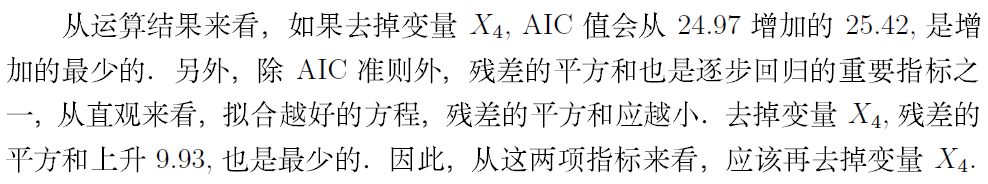 从运算结果来看, 如果去掉变量 X₄, AIC 值会从 24.97 增加的 25.42, 是增
加的最少的. 另外, 除 AIC 准则外, 残差的平方和也是逐步回归的重要指标之
一, 从直观来看, 拟合越好的方程, 残差的平方和应越小. 去掉变量 X₄, 残差的
平方和上升 9.93, 也是最少的. 因此, 从这两项指标来看, 应该再去掉变量 X₄.